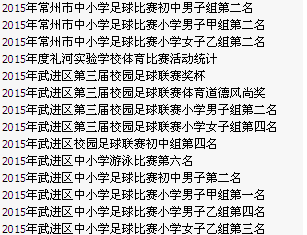 2015年常州市中小学足球比赛初中男子组第二名
2015年常州市中小学足球比赛小学男子甲组第二名
2015年常州市中小学足球比赛小学女子乙组第二名
2015年度礼河实验学校体育比赛活动统计
2015年武进区第三届校园足球联赛奖杯
2015年武进区第三届校园足球联赛体育道德风尚奖
2015年武进区第三届校园足球联赛小学男子组第二名
2015年武进区第三届校园足球联赛小学女子组第四名
2015年武进区校园足球联赛初中组第四名
2015年武进区中小学游泳比赛第六名
2015年武进区中小学足球比赛初中男子第二名
2015年武进区中小学足球比赛小学男子甲组第一名
2015年武进区中小学足球比赛小学男子乙组第四名
2015年武进区中小学足球比赛小学女子乙组第三名